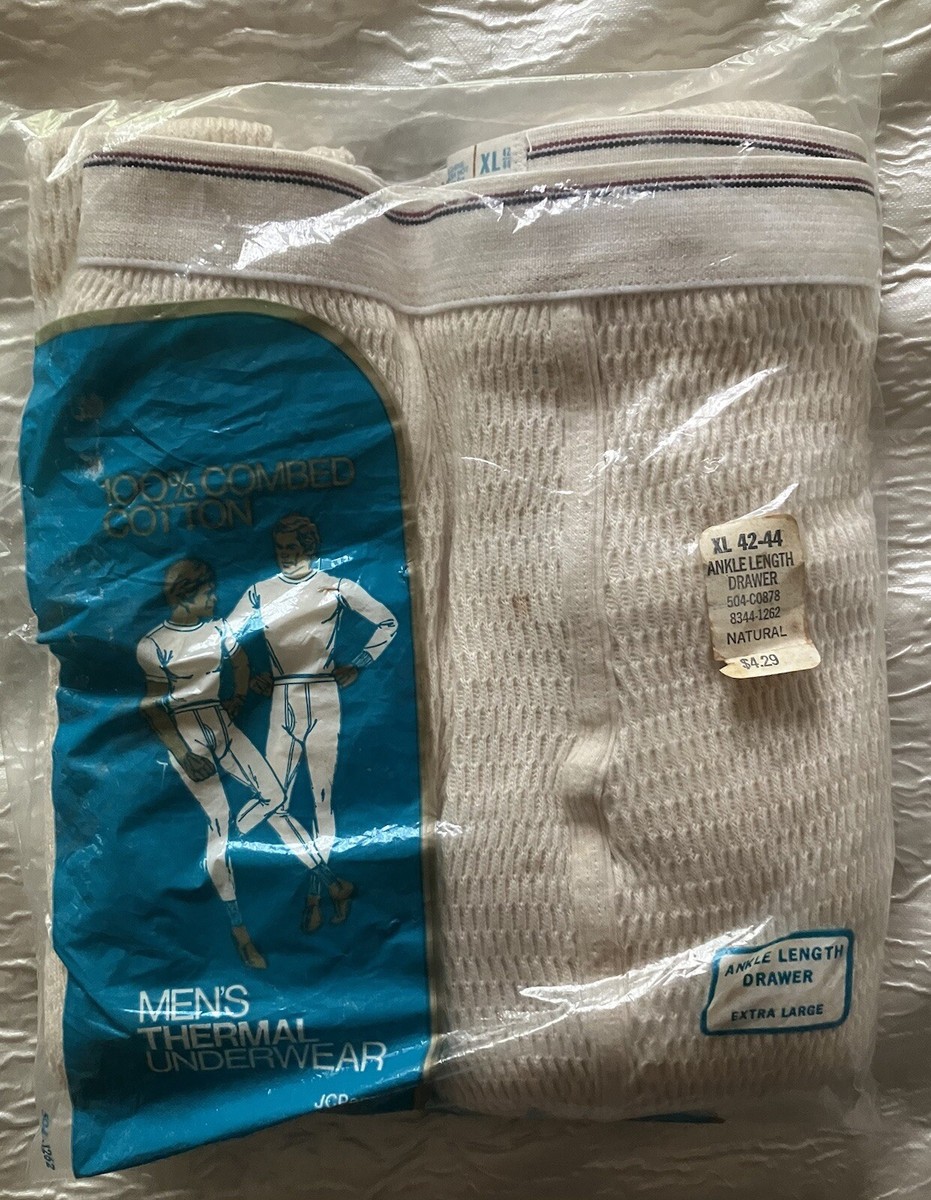 XL
100% COMBED
COTTON
XL 42-44
ANKLE LENGTH
DRAWER
504-C0878
8344-1262
NATURAL
$4.29
ANKLE LENGTH
DRAWER
EXTRA LARGE
MEN'S
THERMAL
UNDERWEAR